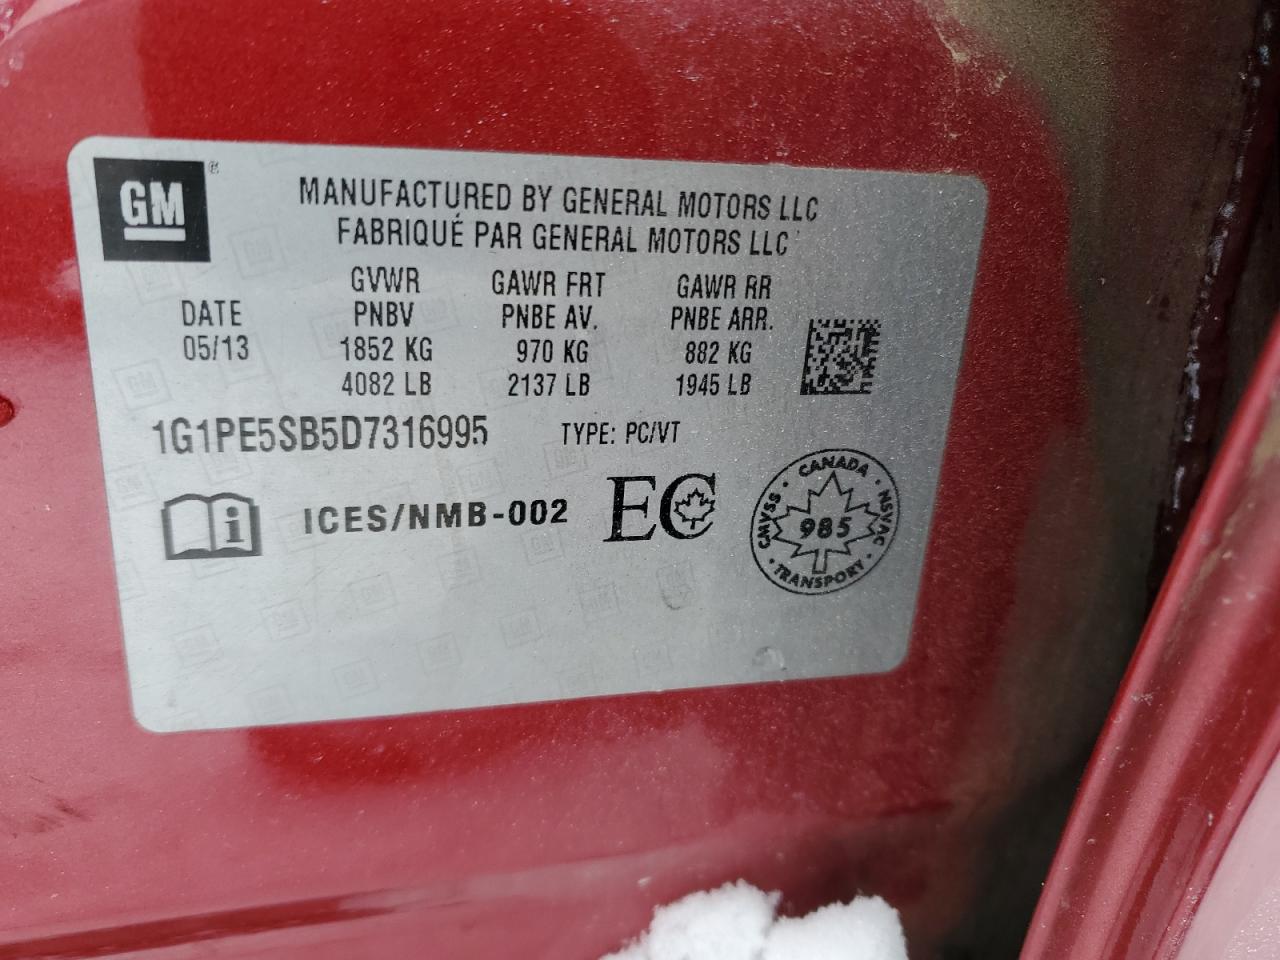 GM ®
MANUFACTURED BY GENERAL MOTORS LLC
FABRIQUÉ PAR GENERAL MOTORS LLC
GVWR GAWR FRT GAWR RR
DATE PNBV PNBE AV. PNBE ARR.
05/13 1852 KG 970 KG 882 KG
4082 LB 2137 LB 1945 LB
1G1PE5SB5D7316995 TYPE: PC/VT
i ICES/NMB-002 EC
CANADA
CMVSS 985 NSVAC
TRANSPORT